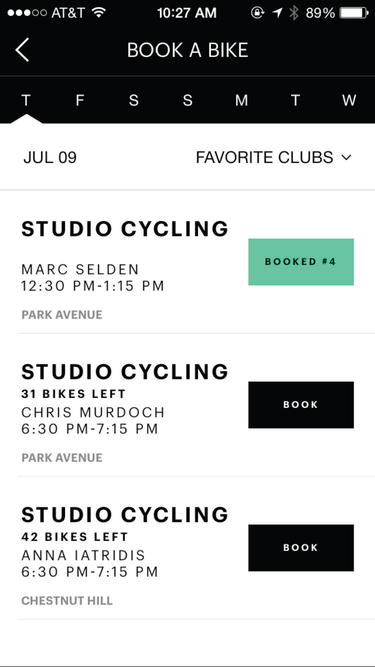 AT&T 10:27 AM 89%
BOOK A BIKE
T F S S M T W
JUL 09 FAVORITE CLUBS
STUDIO CYCLING
MARC SELDEN
12:30 PM-1:15 PM
BOOKED #4
PARK AVENUE
STUDIO CYCLING
31 BIKES LEFT
CHRIS MURDOCH
6:30 PM-7:15 PM
BOOK
PARK AVENUE
STUDIO CYCLING
42 BIKES LEFT
ANNA IATRIDIS
6:30 PM-7:15 PM
BOOK
CHESTNUT HILL